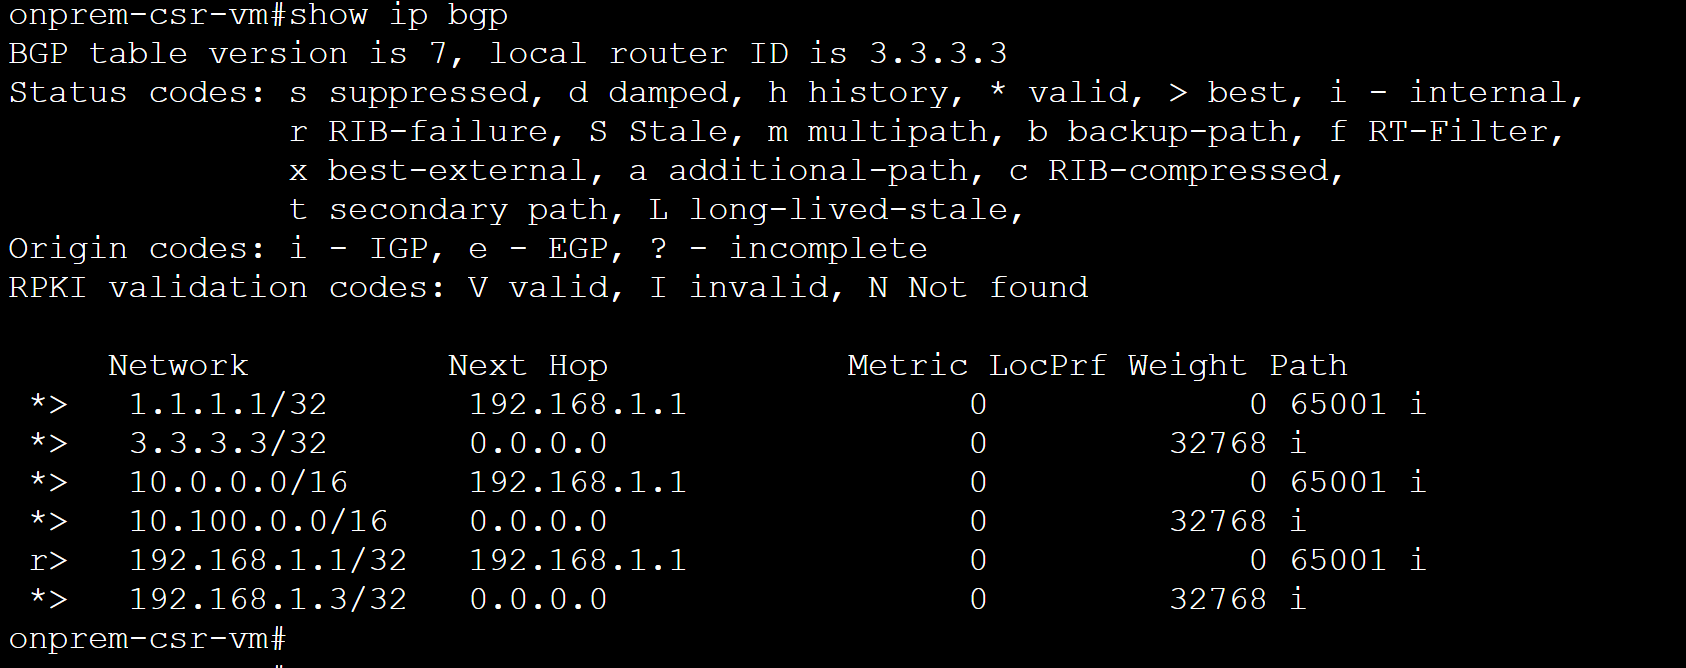 onprem-csr-vm#show ip bgp
BGP table version is 7, local router ID is 3.3.3.3
Status codes: s suppressed, d damped, h history, * valid, > best, i - internal,
              r RIB-failure, S Stale, m multipath, b backup-path, f RT-Filter,
              x best-external, a additional-path, c RIB-compressed,
              t secondary path, L long-lived-stale,
Origin codes: i - IGP, e - EGP, ? - incomplete
RPKI validation codes: V valid, I invalid, N Not found

     Network          Next Hop            Metric LocPrf Weight Path
 *>   1.1.1.1/32       192.168.1.1              0             0 65001 i
 *>   3.3.3.3/32       0.0.0.0                  0         32768 i
 *>   10.0.0.0/16      192.168.1.1              0             0 65001 i
 *>   10.100.0.0/16    0.0.0.0                  0         32768 i
 r>   192.168.1.1/32   192.168.1.1              0             0 65001 i
 *>   192.168.1.3/32   0.0.0.0                  0         32768 i
onprem-csr-vm#